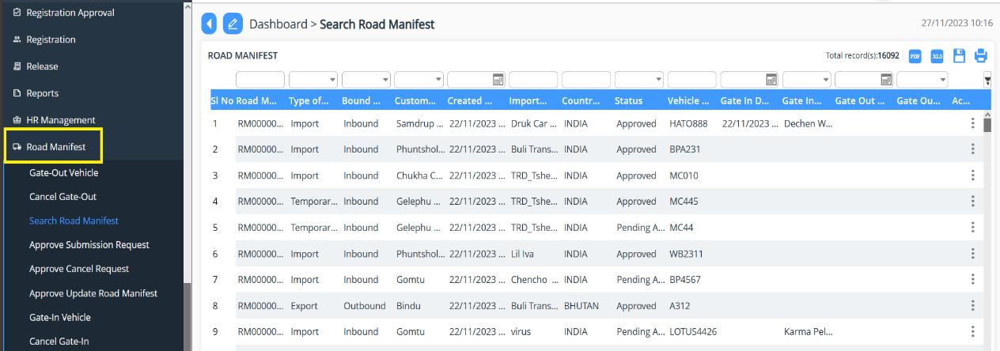 Registration Approval
Registration
Release
Reports
HR Management
Road Manifest
Gate-Out Vehicle
Cancel Gate-Out
Search Road Manifest
Approve Submission Request
Approve Cancel Request
Approve Update Road Manifest
Gate-In Vehicle
Cancel Gate-In
Dashboard > Search Road Manifest
27/11/2023 10:16
ROAD MANIFEST
Total record(s):16092
PDF XLS
Sl No Road M... Type of... Bound ... Custom... Created ... Import... Countr... Status Vehicle ... Gate In D... Gate In... Gate Out ... Gate Ou... Ac...
1 RM00000... Import Inbound Samdrup ... 22/11/2023 ... Druk Car ... INDIA Approved HATO888 22/11/2023 ... Dechen W...
2 RM00000... Import Inbound Phuntshol... 22/11/2023 ... Buli Trans... INDIA Approved BPA231
3 RM00000... Import Inbound Chukha C... 22/11/2023 ... TRD_Tshe... INDIA Approved MC010
4 RM00000... Temporar... Inbound Gelephu ... 22/11/2023 ... TRD_Tshe... INDIA Approved MC445
5 RM00000... Temporar... Inbound Gelephu ... 22/11/2023 ... TRD_Tshe... INDIA Pending A... MC44
6 RM00000... Import Inbound Phuntshol... 22/11/2023 ... Lil Iva INDIA Approved WB2311
7 RM00000... Import Inbound Gomtu 22/11/2023 ... Chencho ... INDIA Pending A... BP4567
8 RM00000... Export Outbound Bindu 22/11/2023 ... Buli Trans... BHUTAN Approved A312
9 RM00000... Import Inbound Gomtu 22/11/2023 ... virus INDIA Pending A... LOTUS4426 Karma Pel...